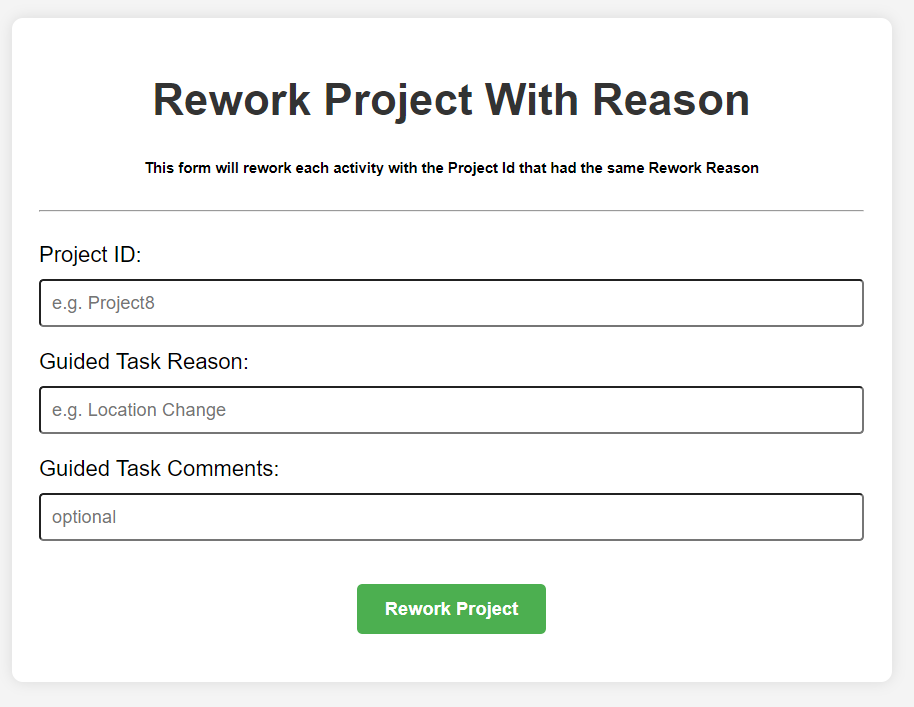 Rework Project With Reason
This form will rework each activity with the Project Id that had the same Rework Reason
Project ID:
e.g. Project8
Guided Task Reason:
e.g. Location Change
Guided Task Comments:
optional
Rework Project